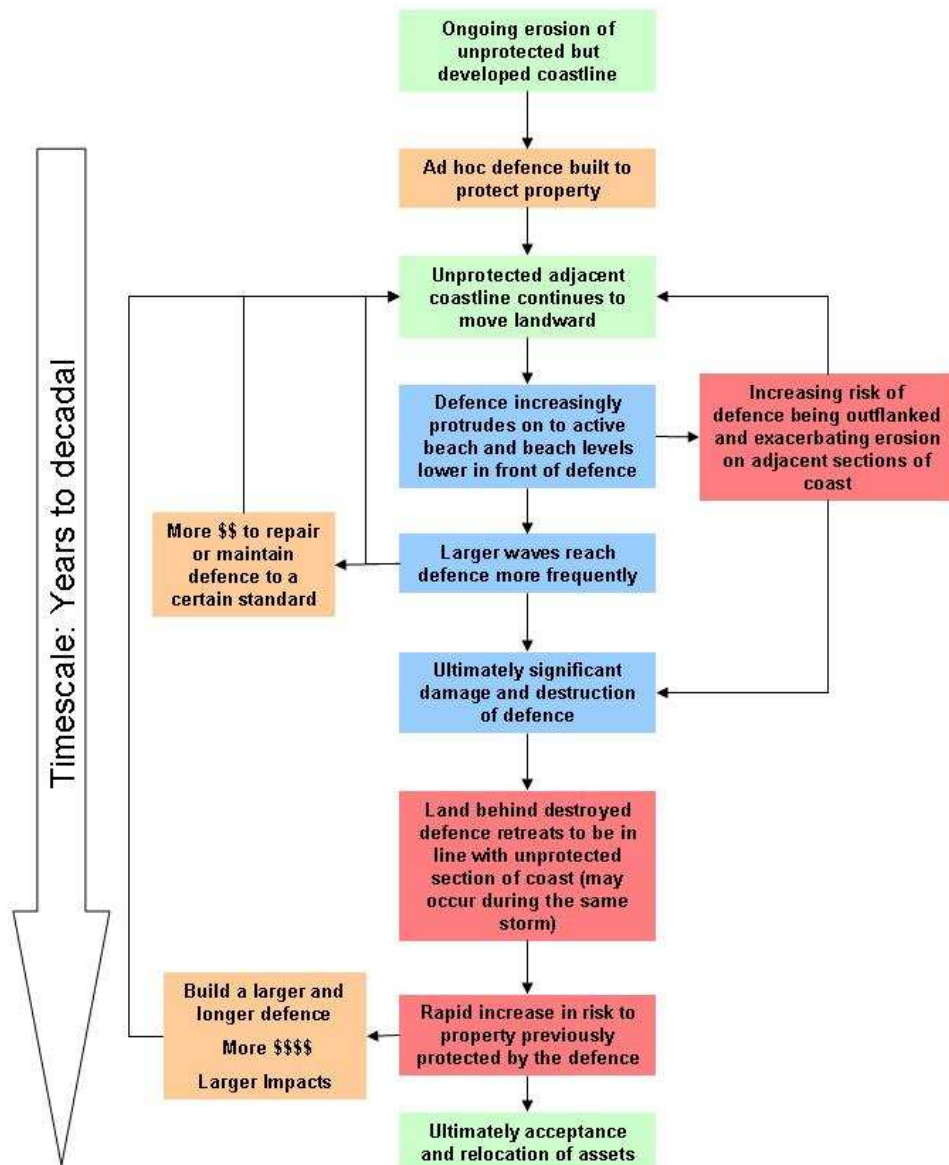 Ongoing erosion of
unprotected but
developed coastline
Ad hoc defence built to
protect property
Unprotected adjacent
coastline continues to
move landward
Defence increasingly
protrudes on to active
beach and beach levels
lower in front of defence
Increasing risk of
defence being outflanked
and exacerbating erosion
on adjacent sections of
coast
More $$ to repair
or maintain
defence to a
certain standard
Larger waves reach
defence more frequently
Ultimately significant
damage and destruction
of defence
Land behind destroyed
defence retreats to be in
line with unprotected
section of coast (may
occur during the same
storm)
Build a larger and
longer defence
More $$$$
Larger Impacts
Rapid increase in risk to
property previously
protected by the defence
Ultimately acceptance
and relocation of assets
Timescale: Years to decadal